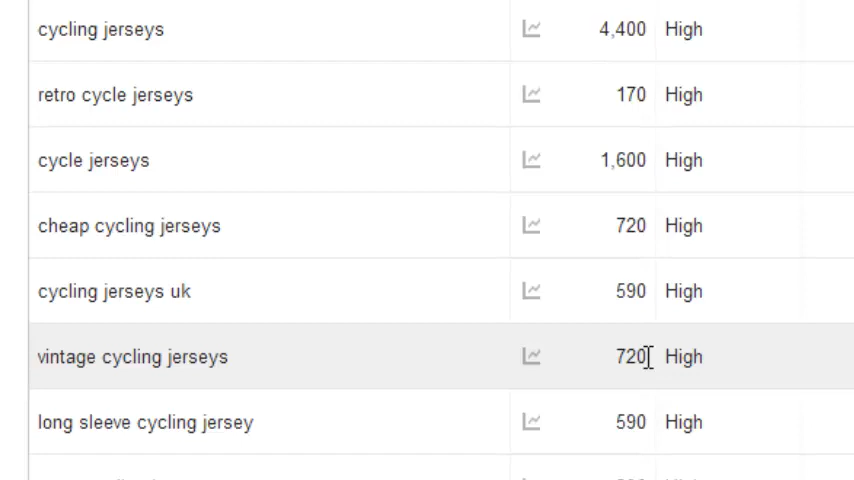 cycling jerseys 4,400 High
retro cycle jerseys 170 High
cycle jerseys 1,600 High
cheap cycling jerseys 720 High
cycling jerseys uk 590 High
vintage cycling jerseys 720 High
long sleeve cycling jersey 590 High